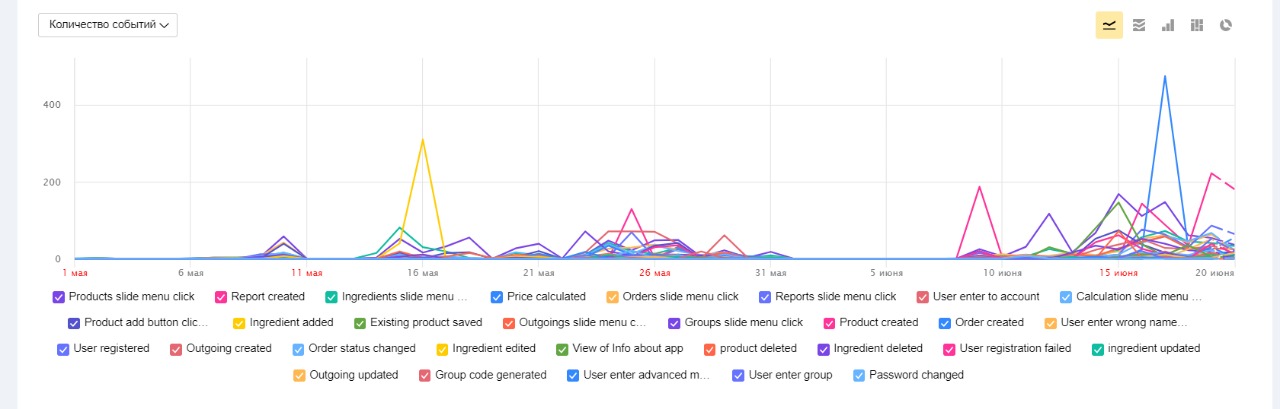 Количество событий
400
200
0
1 мая 6 мая 11 мая 16 мая 21 мая 26 мая 31 мая 5 июня 10 июня 15 июня 20 июня
Products slide menu click Report created Ingredients slide menu ... Price calculated Orders slide menu click Reports slide menu click User enter to account Calculation slide menu ...
Product add button clic... Ingredient added Existing product saved Outgoings slide menu c... Groups slide menu click Product created Order created User enter wrong name...
User registered Outgoing created Order status changed Ingredient edited View of Info about app product deleted Ingredient deleted User registration failed ingredient updated
Outgoing updated Group code generated User enter advanced m... User enter group Password changed